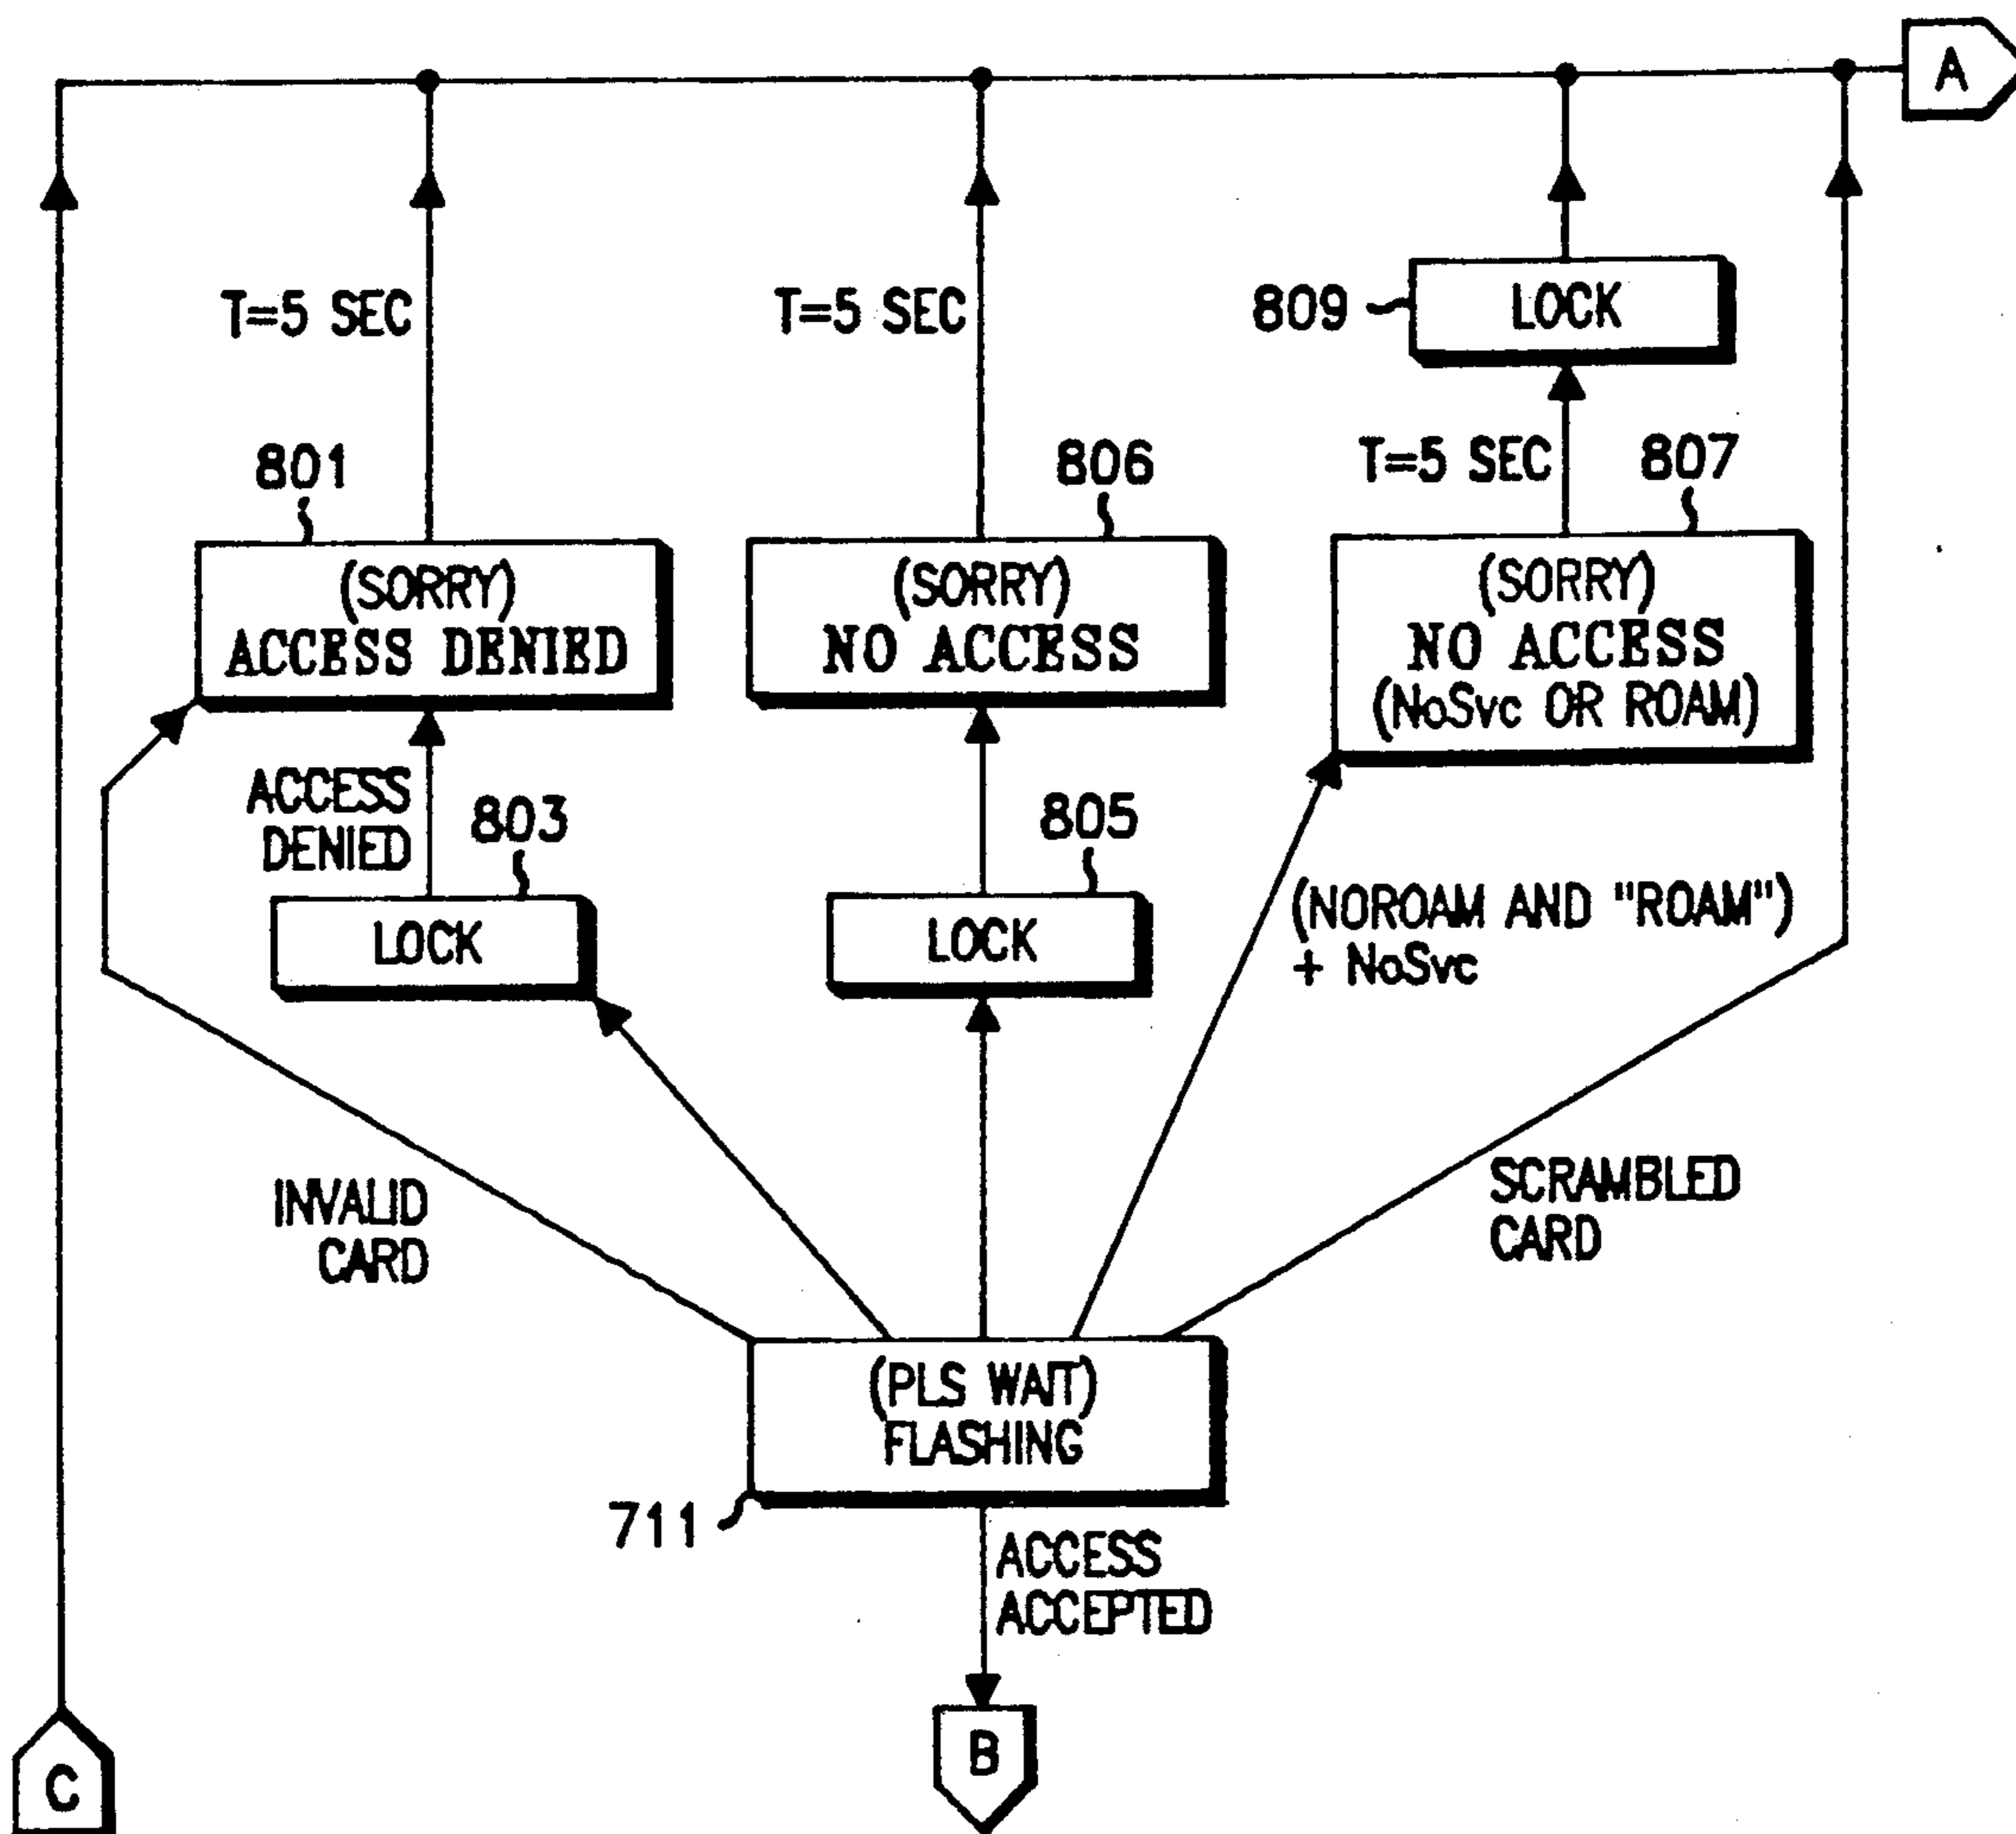 A
T=5 SEC
T=5 SEC
809
LOCK
801
806
T=5 SEC
807
(SORRY)
ACCESS DENIED
(SORRY)
NO ACCESS
(SORRY)
NO ACCESS
(NoSvc OR ROAM)
ACCESS
DENIED
803
805
LOCK
LOCK
(NOROAM AND "ROAM")
+ NoSvc
INVALID
CARD
SCRAMBLED
CARD
(PLS WAIT)
FLASHING
711
ACCESS
ACCEPTED
B
C